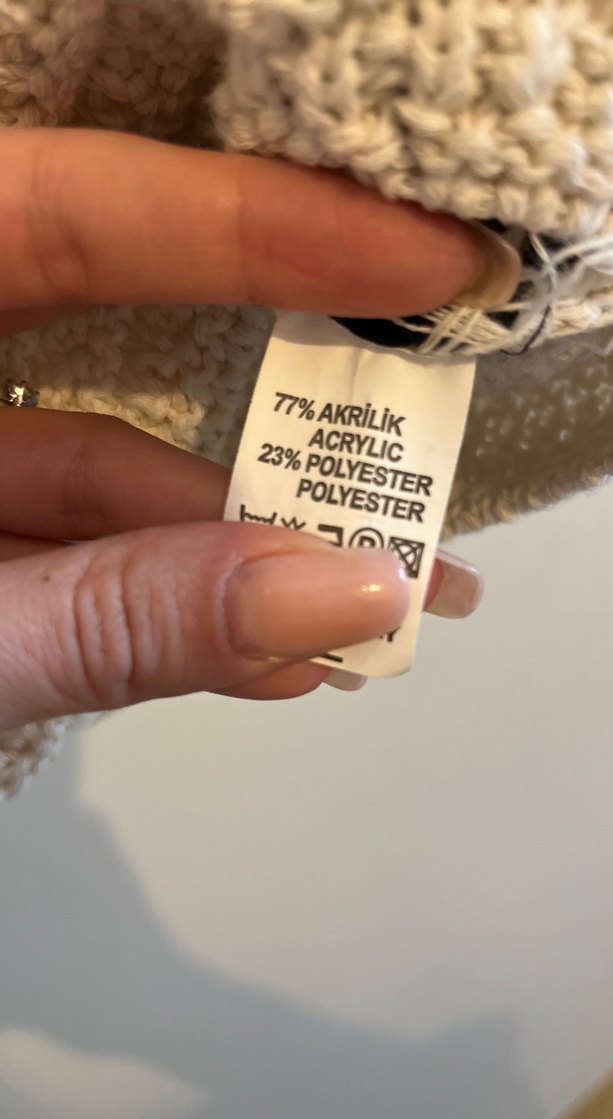 77% AKRİLİK
ACRYLIC
23% POLYESTER
POLYESTER